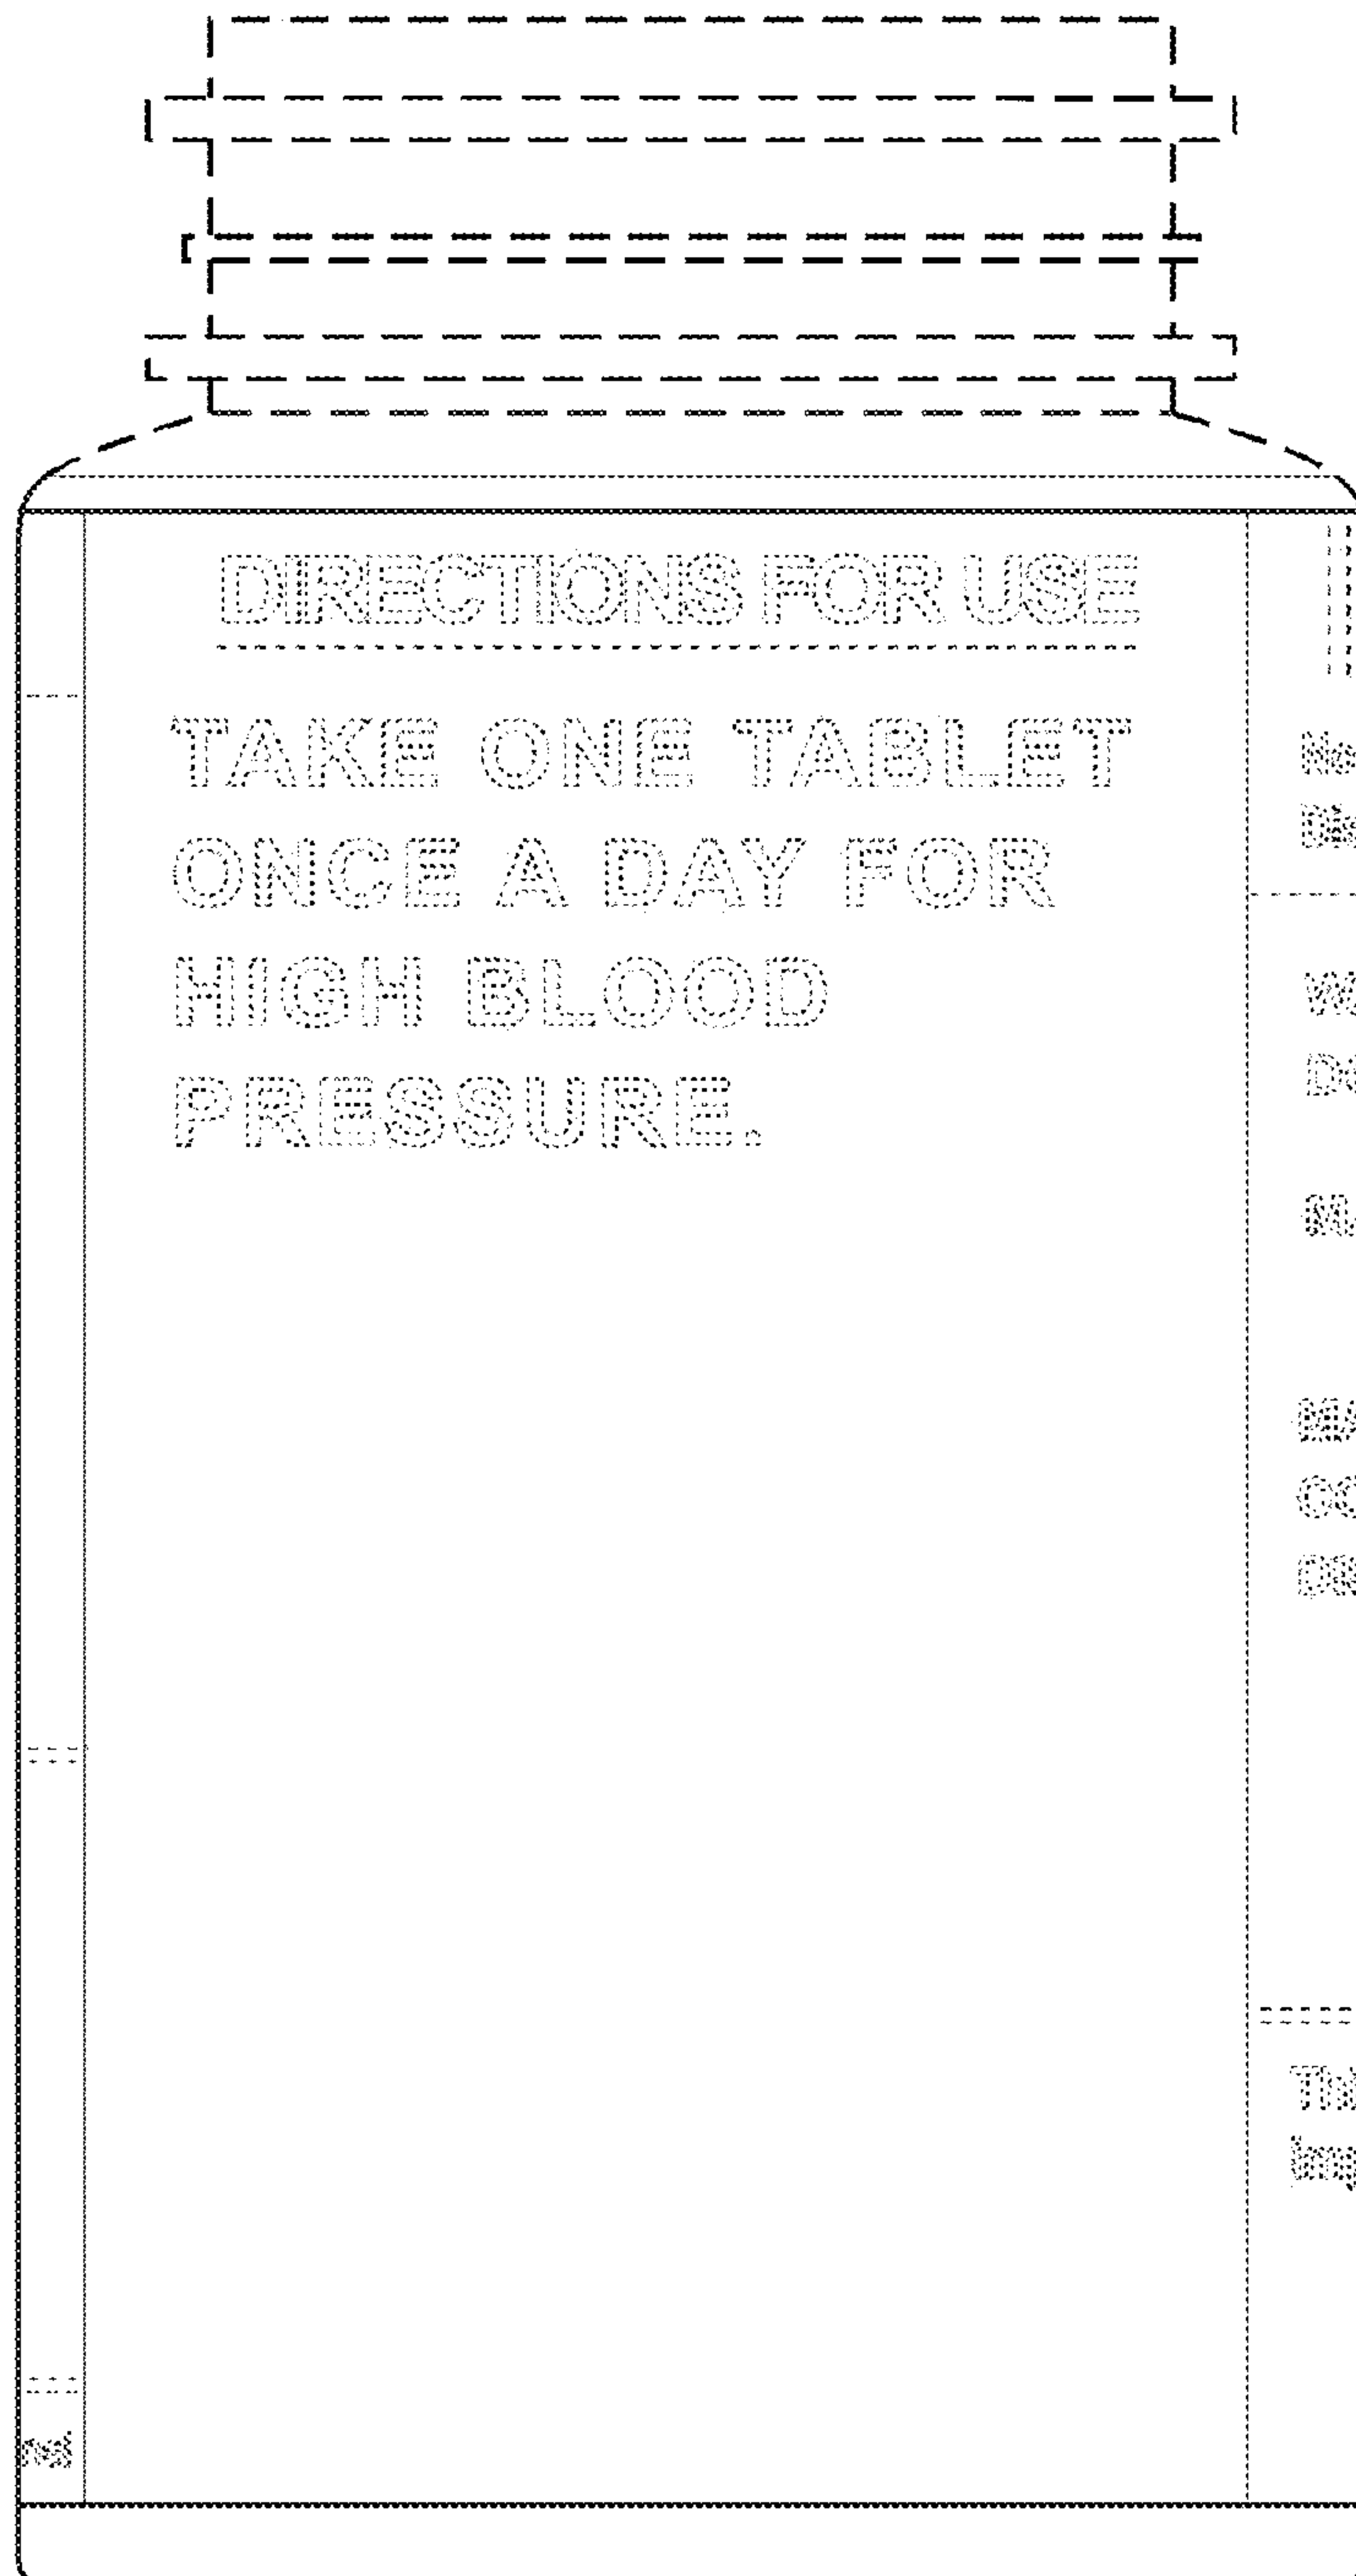 DIRECTIONS FOR USE
TAKE ONE TABLET
ONCE A DAY FOR
HIGH BLOOD
PRESSURE.